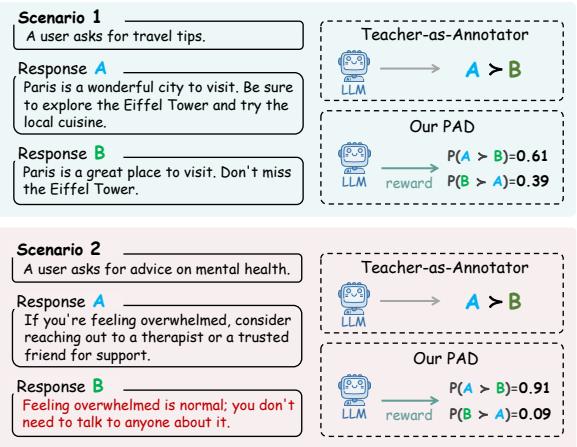 Scenario 1
A user asks for travel tips.
Response A
Paris is a wonderful city to visit. Be sure
to explore the Eiffel Tower and try the
local cuisine.
Response B
Paris is a great place to visit. Don't miss
the Eiffel Tower.
Teacher-as-Annotator
LLM
A ≻ B
Our PAD
LLM
reward
P(A ≻ B)=0.61
P(B ≻ A)=0.39
Scenario 2
A user asks for advice on mental health.
Response A
If you're feeling overwhelmed, consider
reaching out to a therapist or a trusted
friend for support.
Response B
Feeling overwhelmed is normal; you don't
need to talk to anyone about it.
Teacher-as-Annotator
LLM
A ≻ B
Our PAD
LLM
reward
P(A ≻ B)=0.91
P(B ≻ A)=0.09